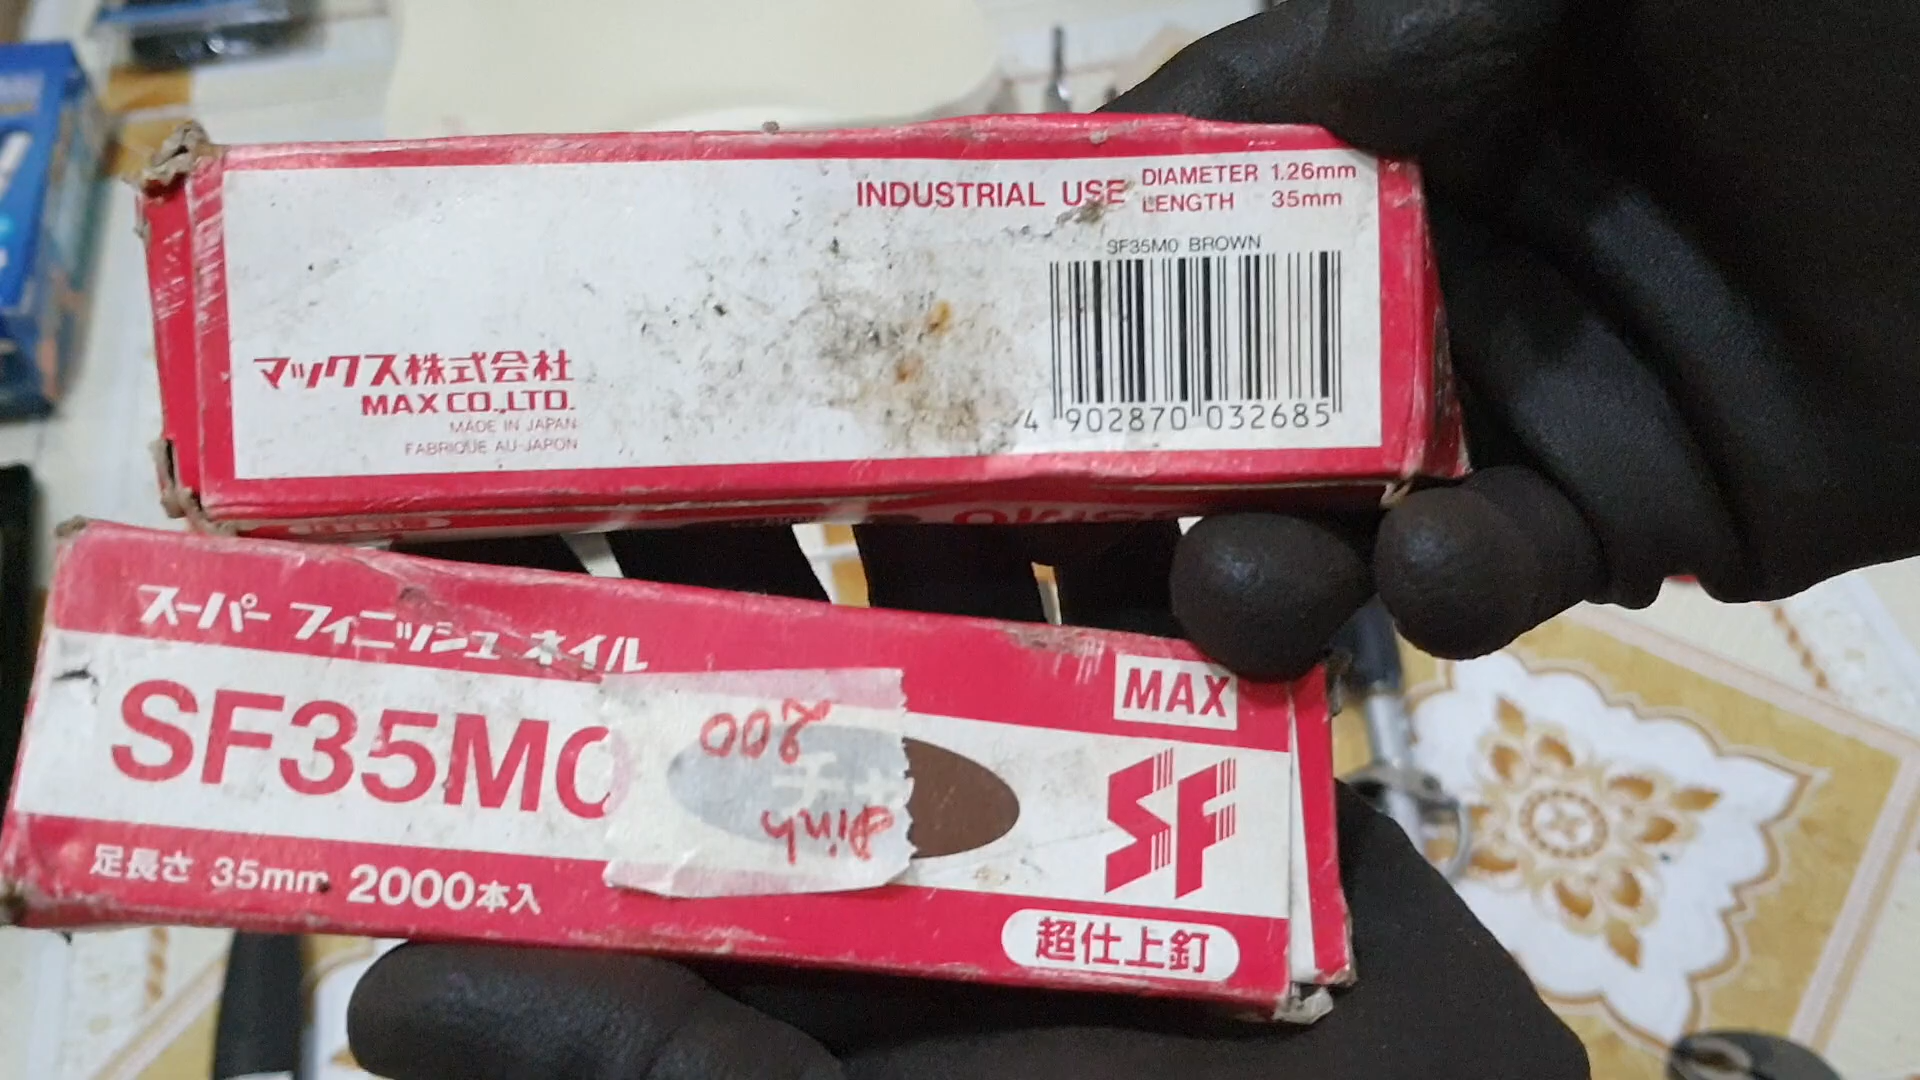 INDUSTRIAL USE
DIAMETER 1.26mm
LENGTH 35mm
SF35M0 BROWN
4 902870 032685
マックス株式会社
MAX CO.,LTD.
MADE IN JAPAN
FABRIQUE AU JAPON
スーパー フィニッシュ ネイル
MAX
SF35M0
チャ
SF
足長さ 35mm 2000本入
超仕上釘